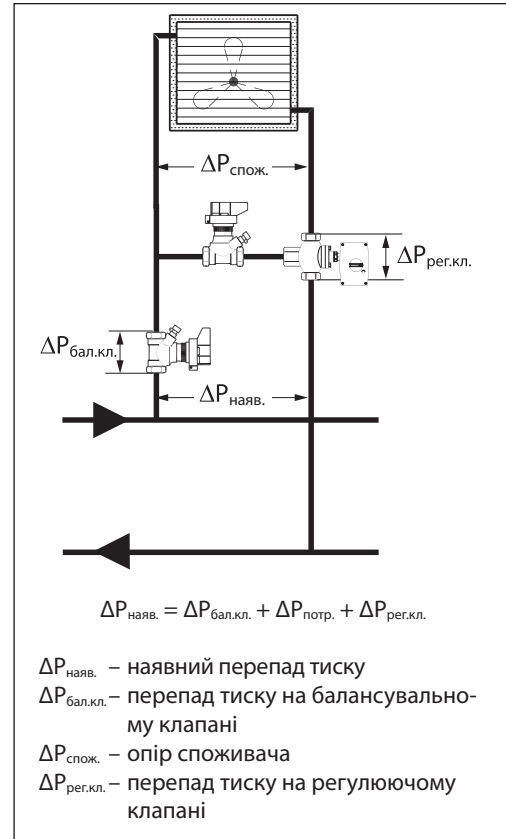 ΔPспож.
ΔPрег.кл.
ΔPбал.кл.
ΔPнаяв.
ΔPнаяв. = ΔPбал.кл. + ΔPпотр. + ΔPрег.кл.
ΔPнаяв. – наявний перепад тиску
ΔPбал.кл. – перепад тиску на балансувально-
му клапані
ΔPспож. – опір споживача
ΔPрег.кл. – перепад тиску на регулюючому
клапані